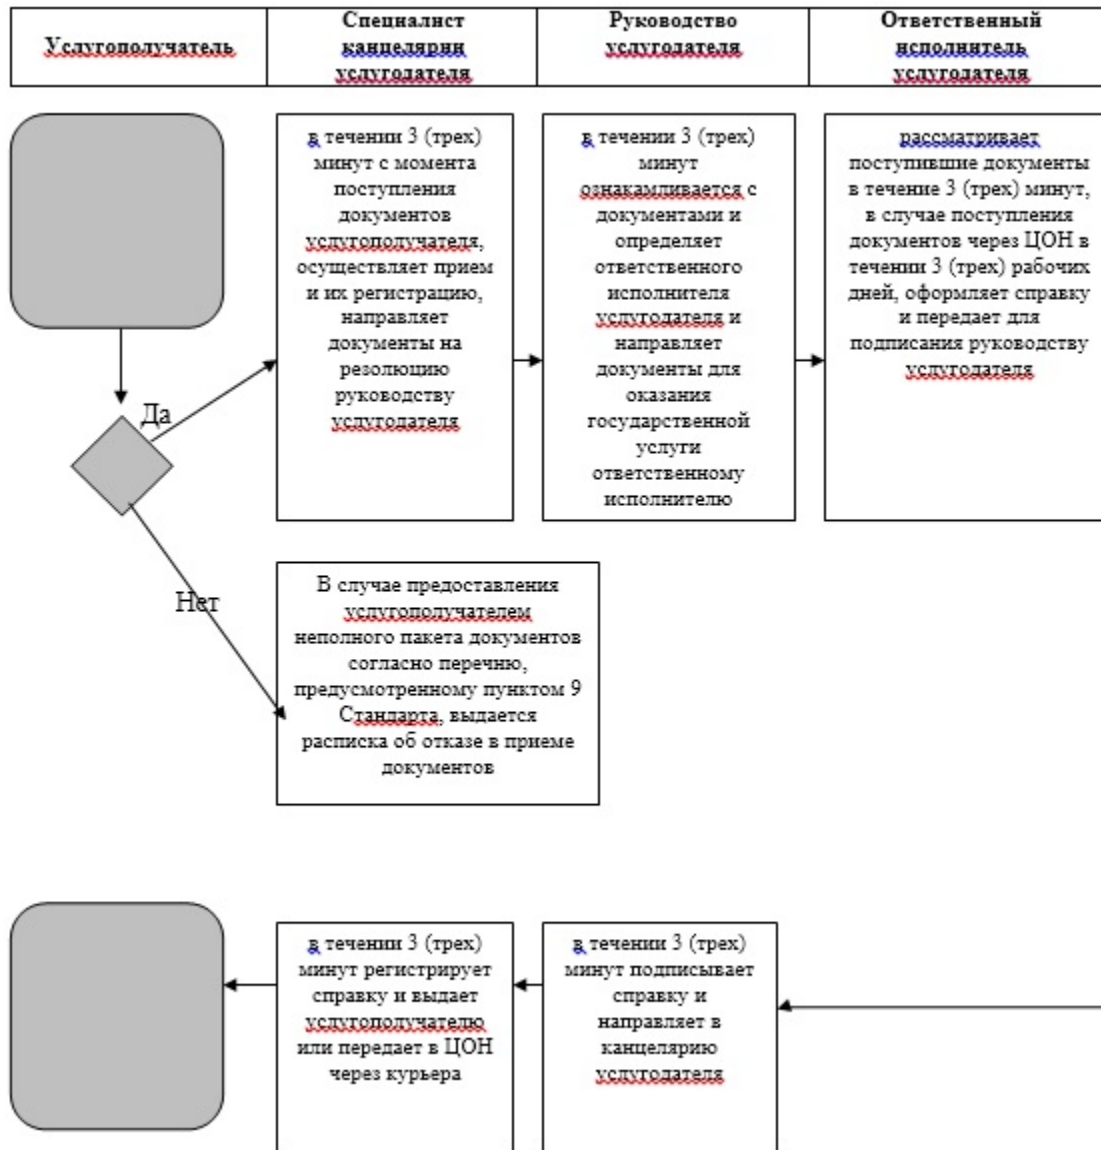 Услугополучатель
Специалист
канцелярии
услугодателя
Руководство
услугодателя
Ответственный
исполнитель
услугодателя
в течении 3 (трех)
минут с момента
поступления
документов
услугополучателя,
осуществляет прием
и их регистрацию,
направляет
документы на
резолюцию
руководству
услугодателя
в течении 3 (трех)
минут
ознакамливается с
документами и
определяет
ответственного
исполнителя
услугодателя и
направляет
документы для
оказания
государственной
услуги
ответственному
исполнителю
рассматривает
поступившие документы
в течение 3 (трех) минут,
в случае поступления
документов через ЦОН в
течении 3 (трех) рабочих
дней, оформляет справку
и передает для
подписания руководству
услугодателя
Да
Нет
В случае предоставления
услугополучателем
неполного пакета документов
согласно перечню,
предусмотренному пунктом 9
Стандарта, выдается
расписка об отказе в приеме
документов
в течении 3 (трех)
минут регистрирует
справку и выдает
услугополучателю
или передает в ЦОН
через курьера
в течении 3 (трех)
минут подписывает
справку и
направляет в
канцелярию
услугодателя